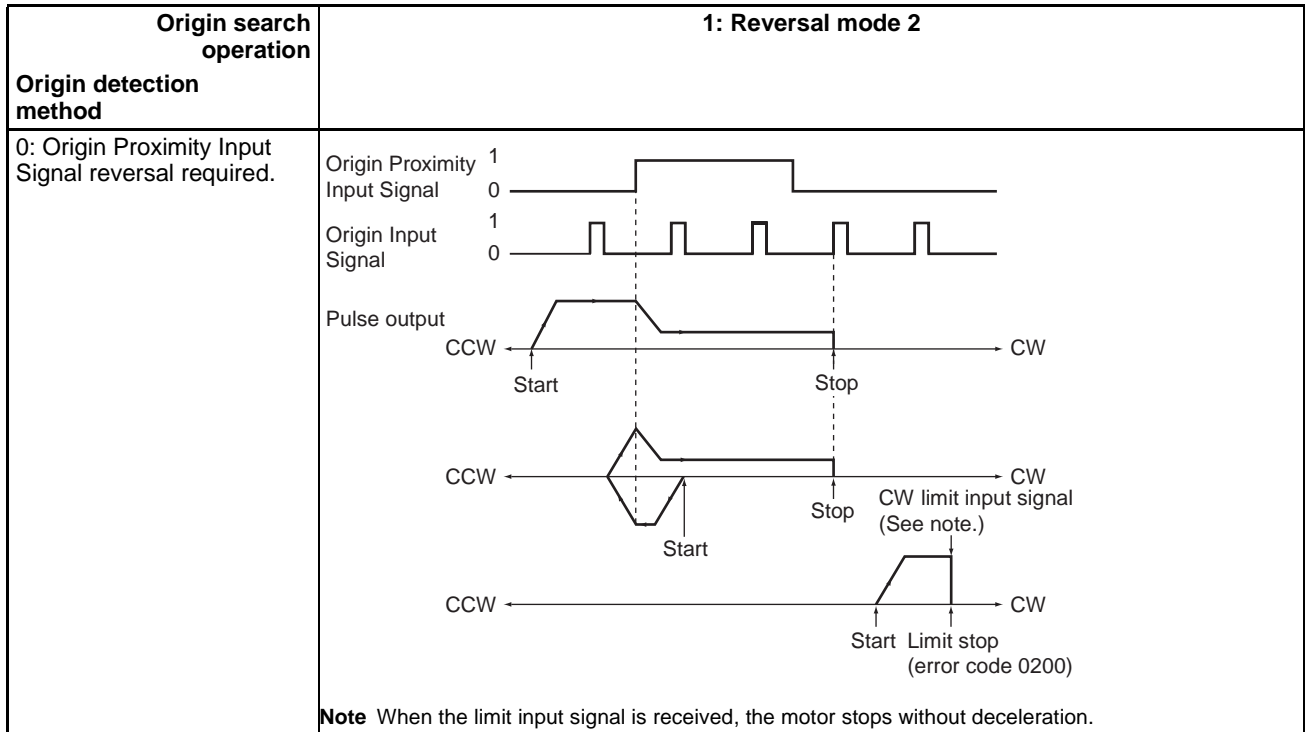 Origin search
operation
Origin detection
method
1: Reversal mode 2
0: Origin Proximity Input
Signal reversal required.
Origin Proximity
Input Signal
1
0
Origin Input
Signal
1
0
Pulse output
CCW
CW
Start
Stop
CCW
CW
Stop
Start
CW limit input signal
(See note.)
CCW
CW
Start
Limit stop
(error code 0200)
Note When the limit input signal is received, the motor stops without deceleration.